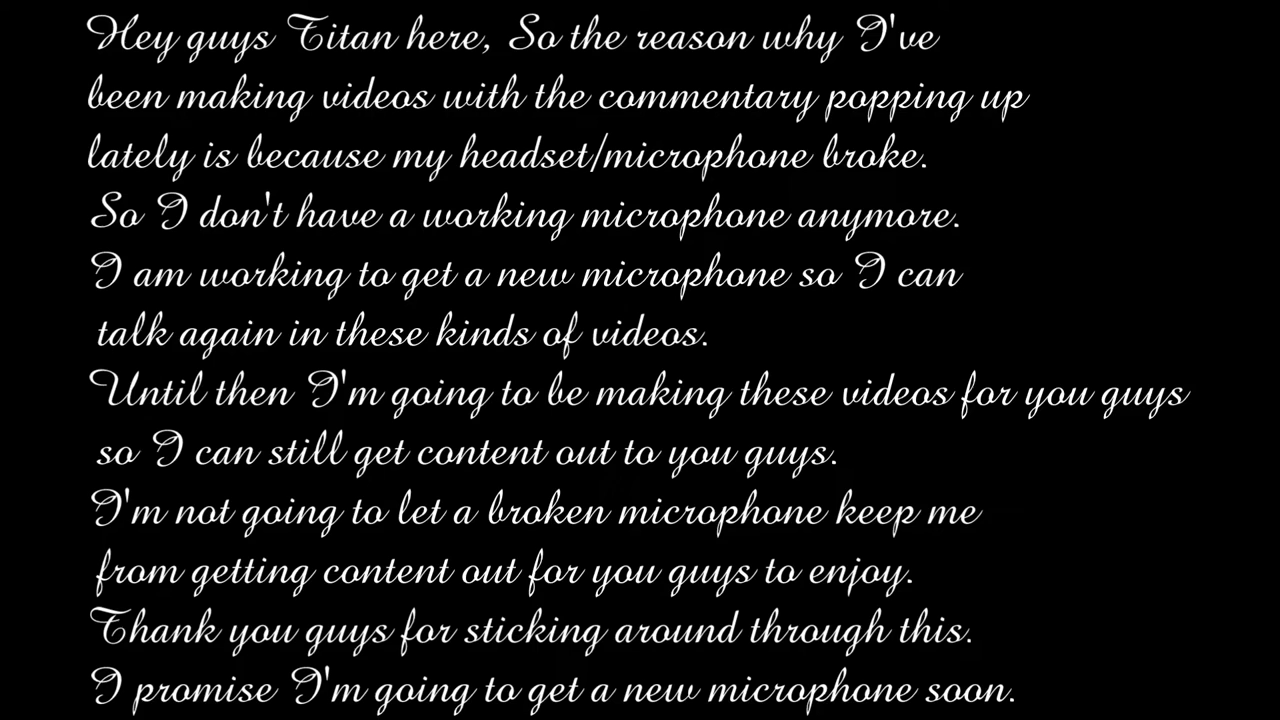 Hey guys Titan here, So the reason why I've
been making videos with the commentary popping up
lately is because my headset/microphone broke.
So I don't have a working microphone anymore.
I am working to get a new microphone so I can
talk again in these kinds of videos.
Until then I'm going to be making these videos for you guys
so I can still get content out to you guys.
I'm not going to let a broken microphone keep me
from getting content out for you guys to enjoy.
Thank you guys for sticking around through this.
I promise I'm going to get a new microphone soon.